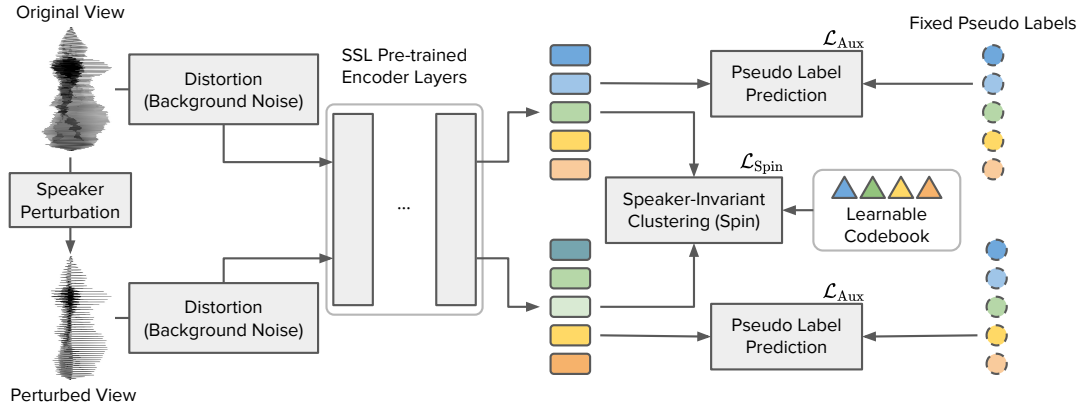 Original View
Distortion
(Background Noise)
SSL Pre-trained
Encoder Layers
ℒAux
Pseudo Label
Prediction
Fixed Pseudo Labels
Speaker
Perturbation
...
ℒSpin
Speaker-Invariant
Clustering (Spin)
Learnable
Codebook
Distortion
(Background Noise)
ℒAux
Pseudo Label
Prediction
Perturbed View